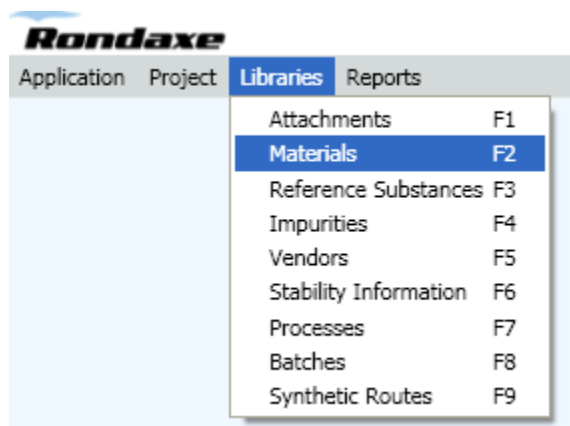 Rondaxe
Application Project Libraries Reports
Attachments F1
Materials F2
Reference Substances F3
Impurities F4
Vendors F5
Stability Information F6
Processes F7
Batches F8
Synthetic Routes F9